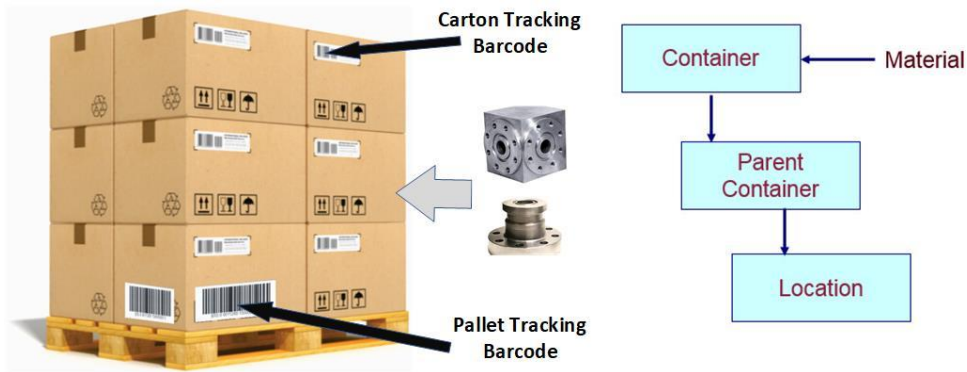 Carton Tracking
Barcode
Pallet Tracking
Barcode
Container
Material
Parent
Container
Location